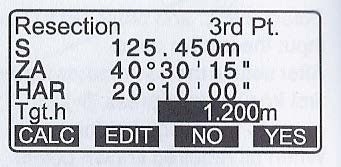 Resection 3rd Pt.
S 125.450m
ZA 40°30'15"
HAR 20°10'00"
Tgt.h 1.200m
CALC EDIT NO YES